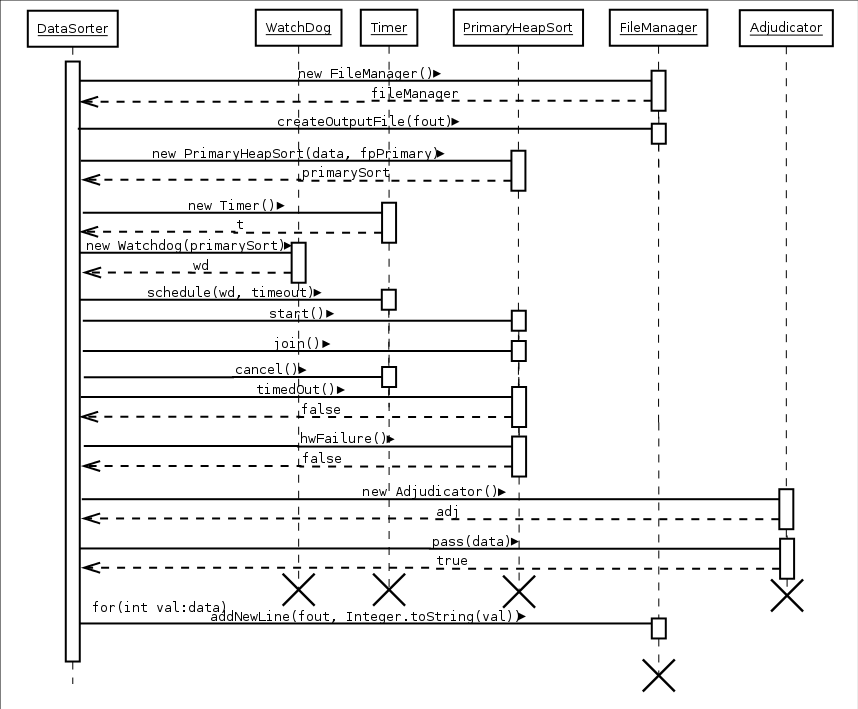 DataSorter
WatchDog
Timer
PrimaryHeapSort
FileManager
Adjudicator
new FileManager()
fileManager
createOutputFile(fout)
new PrimaryHeapSort(data, fpPrimary)
primarySort
new Timer()
t
new Watchdog(primarySort)
wd
schedule(wd, timeout)
start()
join()
cancel()
timedOut()
false
hwFailure()
false
new Adjudicator()
adj
pass(data)
true
for(int val:data)
addNewLine(fout, Integer.toString(val))